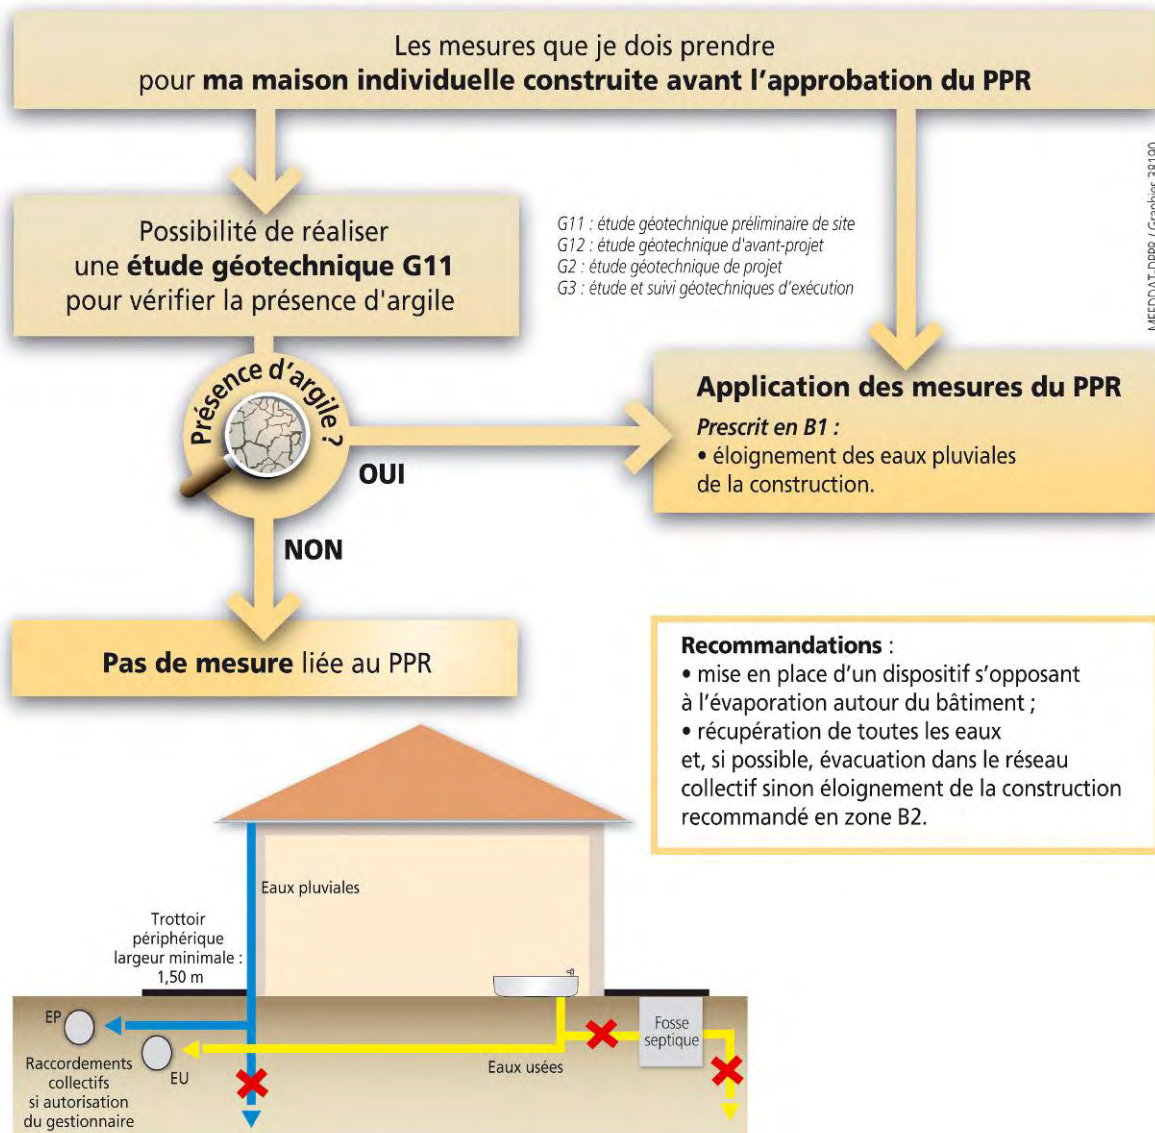 Les mesures que je dois prendre
pour ma maison individuelle construite avant l'approbation du PPR
Possibilité de réaliser
une étude géotechnique G11
pour vérifier la présence d'argile
G11 : étude géotechnique préliminaire de site
G12 : étude géotechnique d'avant-projet
G2 : étude géotechnique de projet
G3 : étude et suivi géotechniques d'exécution
MEEDDAT-DPPR / Graphies 38190
Présence d'argile ?
OUI
NON
Application des mesures du PPR
Prescrit en B1 :
• éloignement des eaux pluviales
de la construction.
Pas de mesure liée au PPR
Recommandations :
• mise en place d'un dispositif s'opposant
à l'évaporation autour du bâtiment ;
• récupération de toutes les eaux
et, si possible, évacuation dans le réseau
collectif sinon éloignement de la construction
recommandé en zone B2.
Eaux pluviales
Trottoir
périphérique
largeur minimale :
1,50 m
EP
EU
Raccordements
collectifs
si autorisation
du gestionnaire
Eaux usées
Fosse
septique